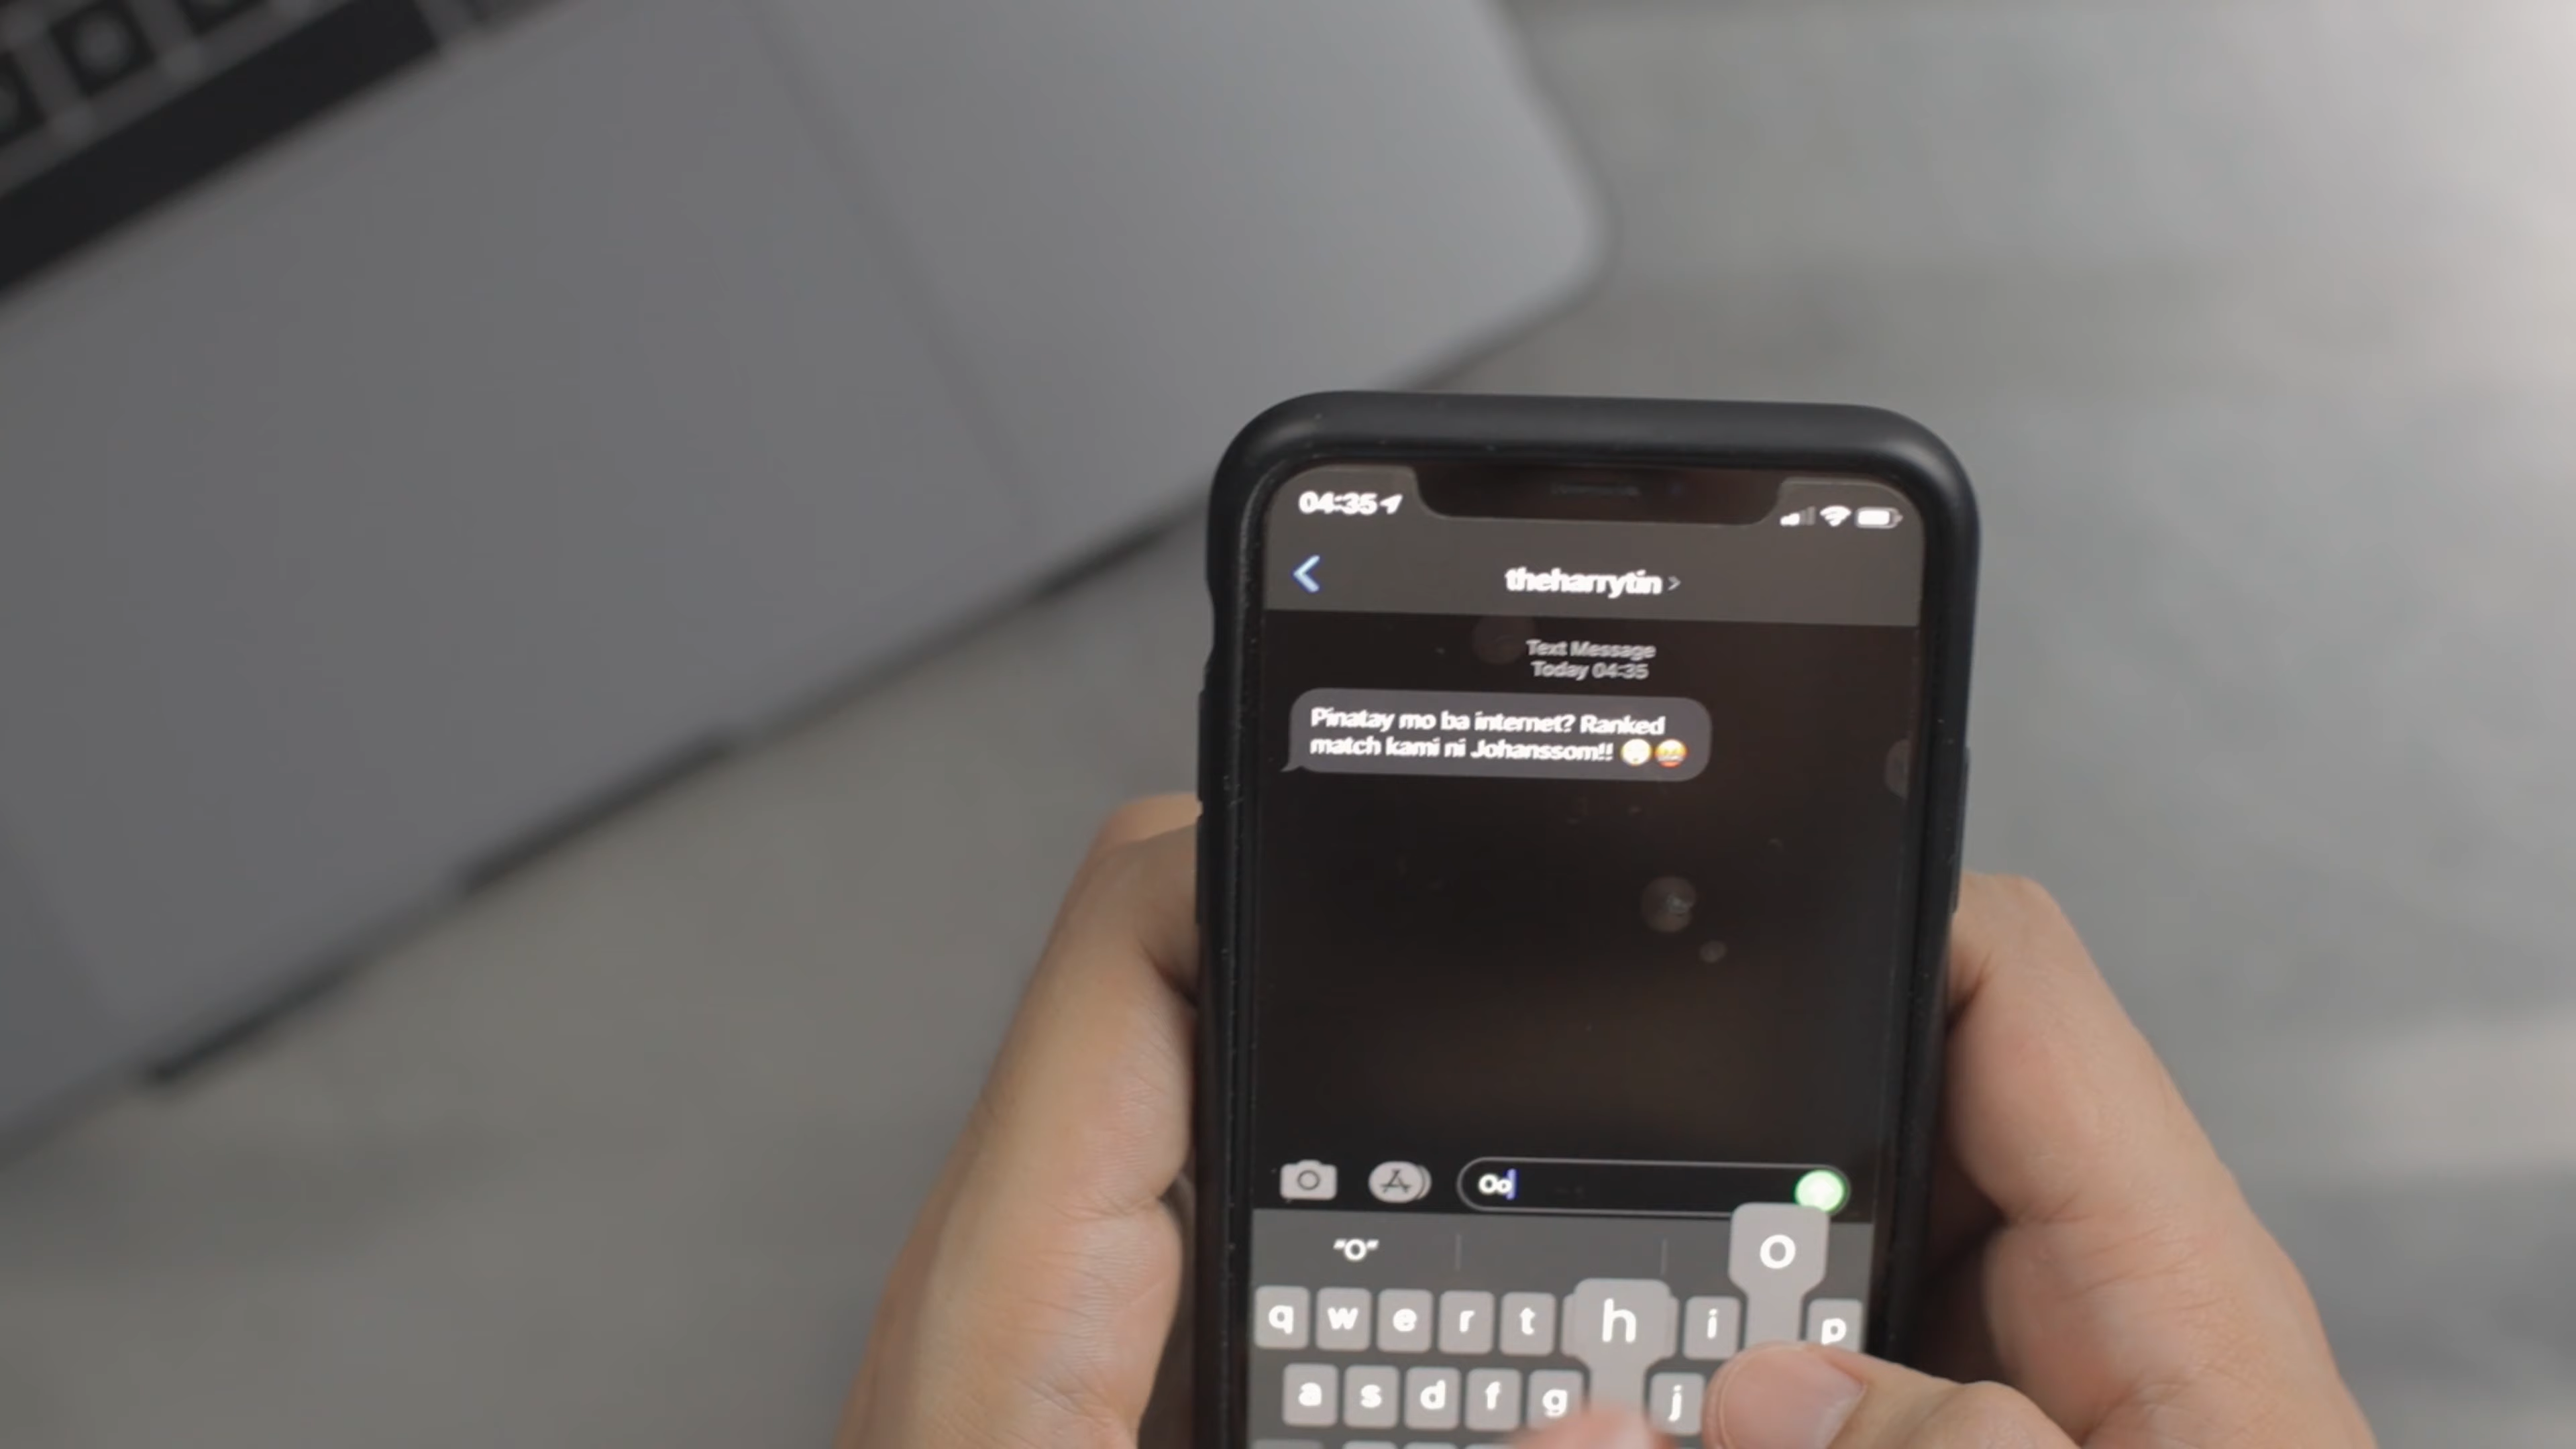 04:35
theharrytin >
Text Message
Today 04:35
Pinatay mo ba internet? Ranked
match kami ni Johanssom!! 😳😄
Oo
"O"
o
q w e r t h i p
a s d f g j